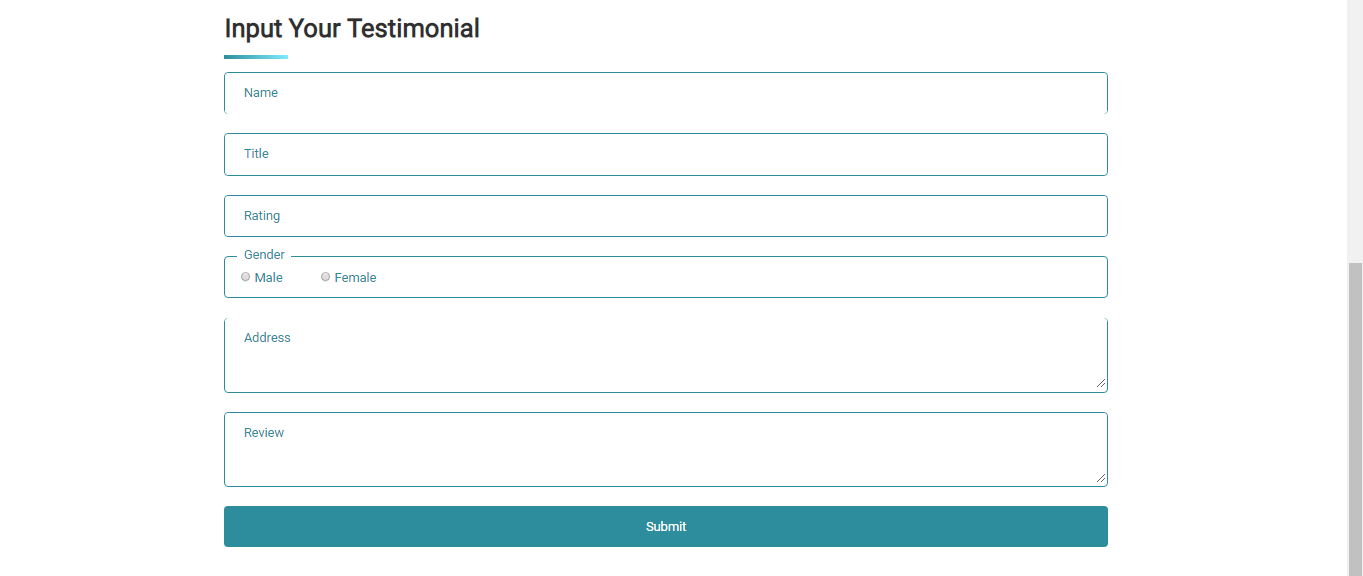 Input Your Testimonial
Name
Title
Rating
Gender
Male Female
Address
Review
Submit